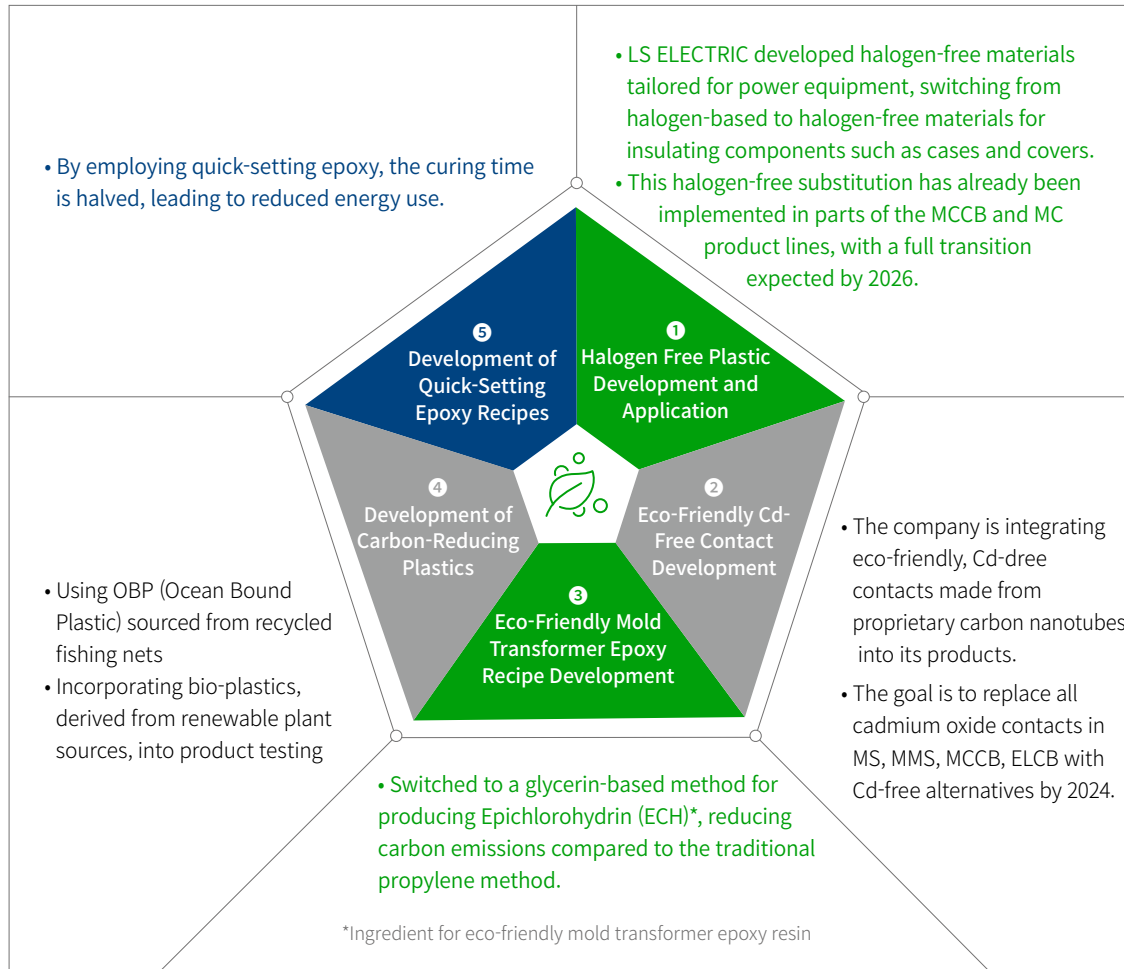 • LS ELECTRIC developed halogen-free materials
tailored for power equipment, switching from
halogen-based to halogen-free materials for
insulating components such as cases and covers.
• This halogen-free substitution has already been
implemented in parts of the MCCB and MC
product lines, with a full transition
expected by 2026.
• By employing quick-setting epoxy, the curing time
is halved, leading to reduced energy use.
❺
Development of
Quick-Setting
Epoxy Recipes
❶
Halogen Free Plastic
Development and
Application
❹
Development of
Carbon-Reducing
Plastics
❷
Eco-Friendly Cd-
Free Contact
Development
❸
Eco-Friendly Mold
Transformer Epoxy
Recipe Development
• The company is integrating
eco-friendly, Cd-dree
contacts made from
proprietary carbon nanotubes
into its products.
• The goal is to replace all
cadmium oxide contacts in
MS, MMS, MCCB, ELCB with
Cd-free alternatives by 2024.
• Using OBP (Ocean Bound
Plastic) sourced from recycled
fishing nets
• Incorporating bio-plastics,
derived from renewable plant
sources, into product testing
• Switched to a glycerin-based method for
producing Epichlorohydrin (ECH)*, reducing
carbon emissions compared to the traditional
propylene method.
*Ingredient for eco-friendly mold transformer epoxy resin